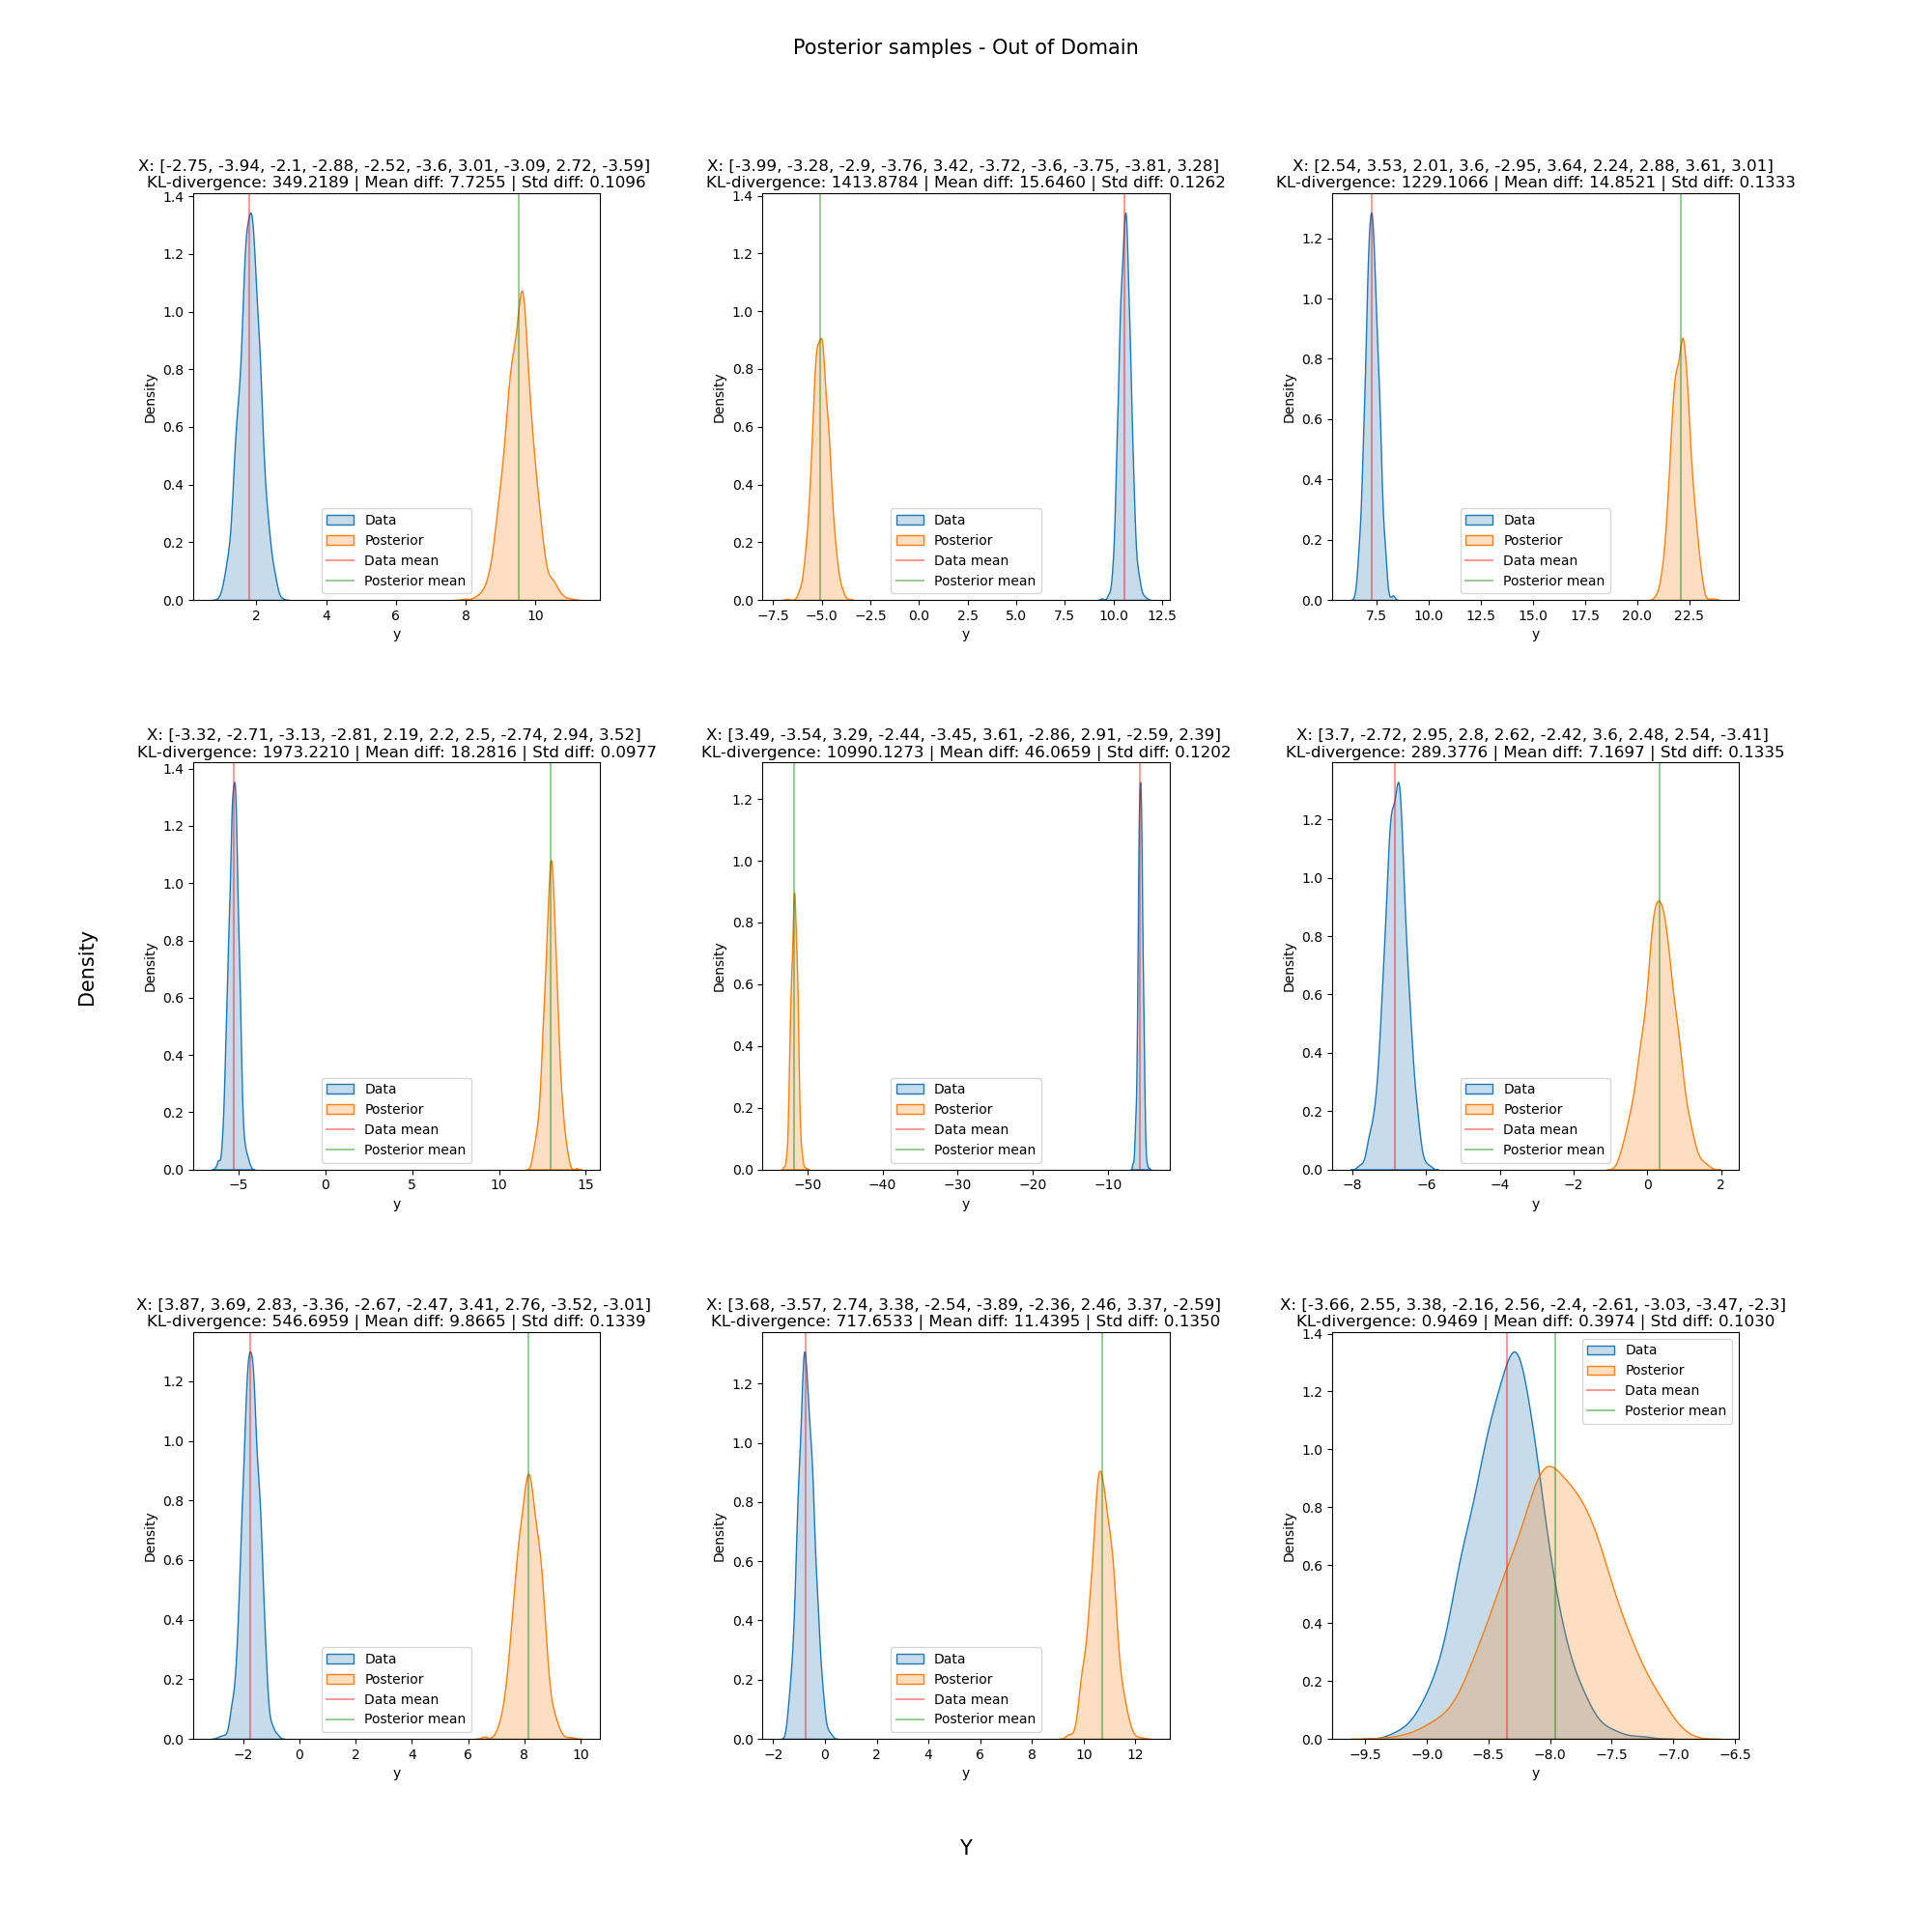 Posterior samples - Out of Domain
X: [-2.75, -3.94, -2.1, -2.88, -2.52, -3.6, 3.01, -3.09, 2.72, -3.59]
KL-divergence: 349.2189 | Mean diff: 7.7255 | Std diff: 0.1096
1.4
1.2
1.0
0.8
0.6
0.4
0.2
0.0
Density
Data
Posterior
Data mean
Posterior mean
2 4 6 8 10
y
X: [-3.99, -3.28, -2.9, -3.76, 3.42, -3.72, -3.6, -3.75, -3.81, 3.28]
KL-divergence: 1413.8784 | Mean diff: 15.6460 | Std diff: 0.1262
1.4
1.2
1.0
0.8
0.6
0.4
0.2
0.0
Density
Data
Posterior
Data mean
Posterior mean
−7.5 −5.0 −2.5 0.0 2.5 5.0 7.5 10.0 12.5
y
X: [2.54, 3.53, 2.01, 3.6, -2.95, 3.64, 2.24, 2.88, 3.61, 3.01]
KL-divergence: 1229.1066 | Mean diff: 14.8521 | Std diff: 0.1333
1.2
1.0
0.8
0.6
0.4
0.2
0.0
Density
Data
Posterior
Data mean
Posterior mean
7.5 10.0 12.5 15.0 17.5 20.0 22.5
y
Density
X: [-3.32, -2.71, -3.13, -2.81, 2.19, 2.2, 2.5, -2.74, 2.94, 3.52]
KL-divergence: 1973.2210 | Mean diff: 18.2816 | Std diff: 0.0977
1.4
1.2
1.0
0.8
0.6
0.4
0.2
0.0
Density
Data
Posterior
Data mean
Posterior mean
−5 0 5 10 15
y
X: [3.49, -3.54, 3.29, -2.44, -3.45, 3.61, -2.86, 2.91, -2.59, 2.39]
KL-divergence: 10990.1273 | Mean diff: 46.0659 | Std diff: 0.1202
1.2
1.0
0.8
0.6
0.4
0.2
0.0
Density
Data
Posterior
Data mean
Posterior mean
−50 −40 −30 −20 −10
y
X: [3.7, -2.72, 2.95, 2.8, 2.62, -2.42, 3.6, 2.48, 2.54, -3.41]
KL-divergence: 289.3776 | Mean diff: 7.1697 | Std diff: 0.1335
1.2
1.0
0.8
0.6
0.4
0.2
0.0
Density
Data
Posterior
Data mean
Posterior mean
−8 −6 −4 −2 0 2
y
X: [3.87, 3.69, 2.83, -3.36, -2.67, -2.47, 3.41, 2.76, -3.52, -3.01]
KL-divergence: 546.6959 | Mean diff: 9.8665 | Std diff: 0.1339
1.2
1.0
0.8
0.6
0.4
0.2
0.0
Density
Data
Posterior
Data mean
Posterior mean
−2 0 2 4 6 8 10
y
X: [3.68, -3.57, 2.74, 3.38, -2.54, -3.89, -2.36, 2.46, 3.37, -2.59]
KL-divergence: 717.6533 | Mean diff: 11.4395 | Std diff: 0.1350
1.2
1.0
0.8
0.6
0.4
0.2
0.0
Density
Data
Posterior
Data mean
Posterior mean
−2 0 2 4 6 8 10 12
y
X: [-3.66, 2.55, 3.38, -2.16, 2.56, -2.4, -2.61, -3.03, -3.47, -2.3]
KL-divergence: 0.9469 | Mean diff: 0.3974 | Std diff: 0.1030
1.4
1.2
1.0
0.8
0.6
0.4
0.2
0.0
Density
Data
Posterior
Data mean
Posterior mean
−9.5 −9.0 −8.5 −8.0 −7.5 −7.0 −6.5
y
Y